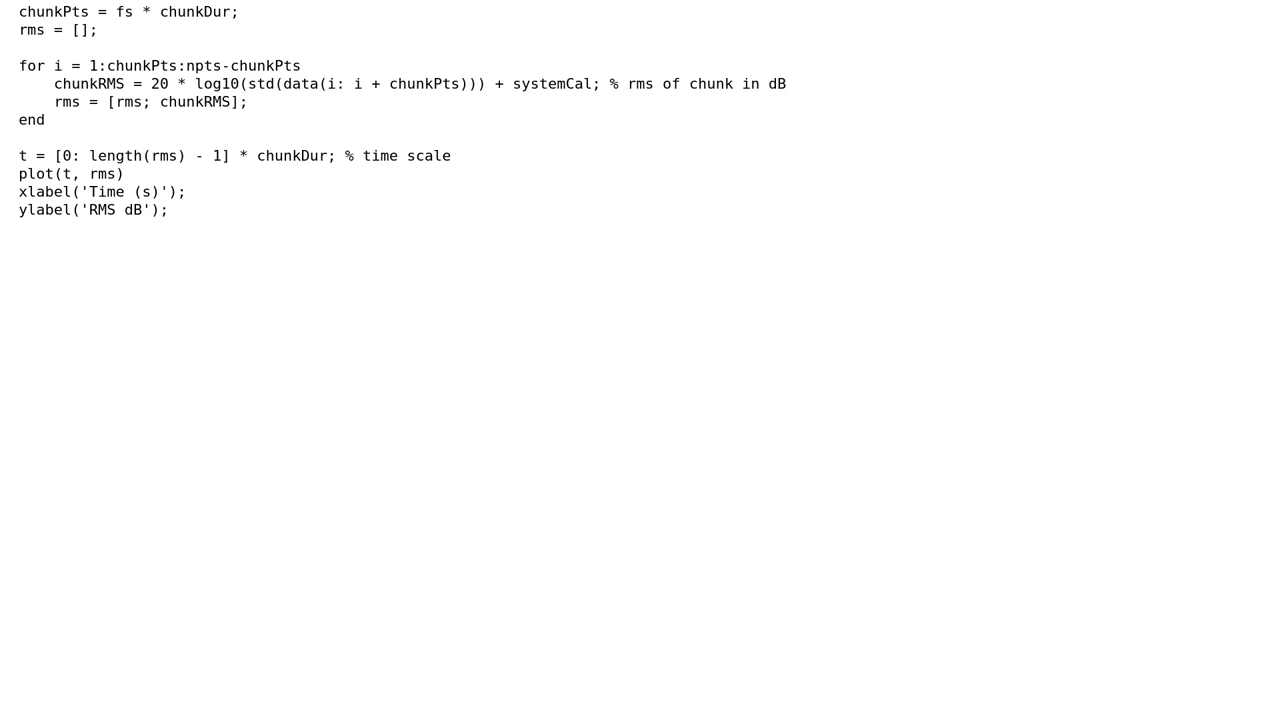 chunkPts = fs * chunkDur;
rms = [];
for i = 1:chunkPts:npts-chunkPts
    chunkRMS = 20 * log10(std(data(i: i + chunkPts))) + systemCal; % rms of chunk in dB
    rms = [rms; chunkRMS];
end
t = [0: length(rms) - 1] * chunkDur; % time scale
plot(t, rms)
xlabel('Time (s)');
ylabel('RMS dB');